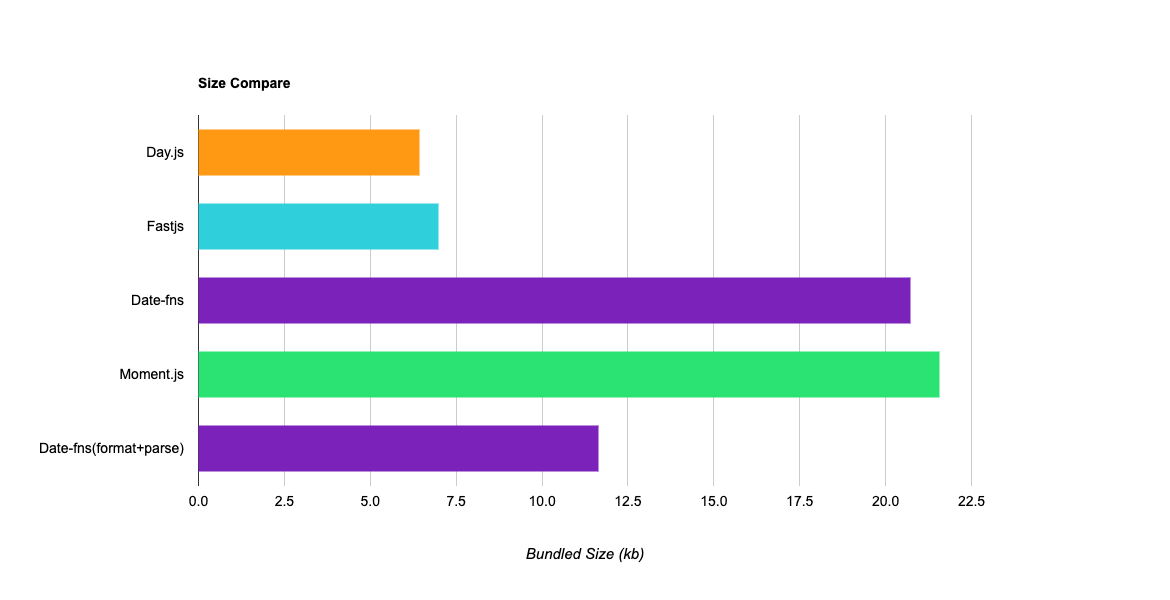 Size Compare
Day.js
Fastjs
Date-fns
Moment.js
Date-fns(format+parse)
0.0 2.5 5.0 7.5 10.0 12.5 15.0 17.5 20.0 22.5
Bundled Size (kb)